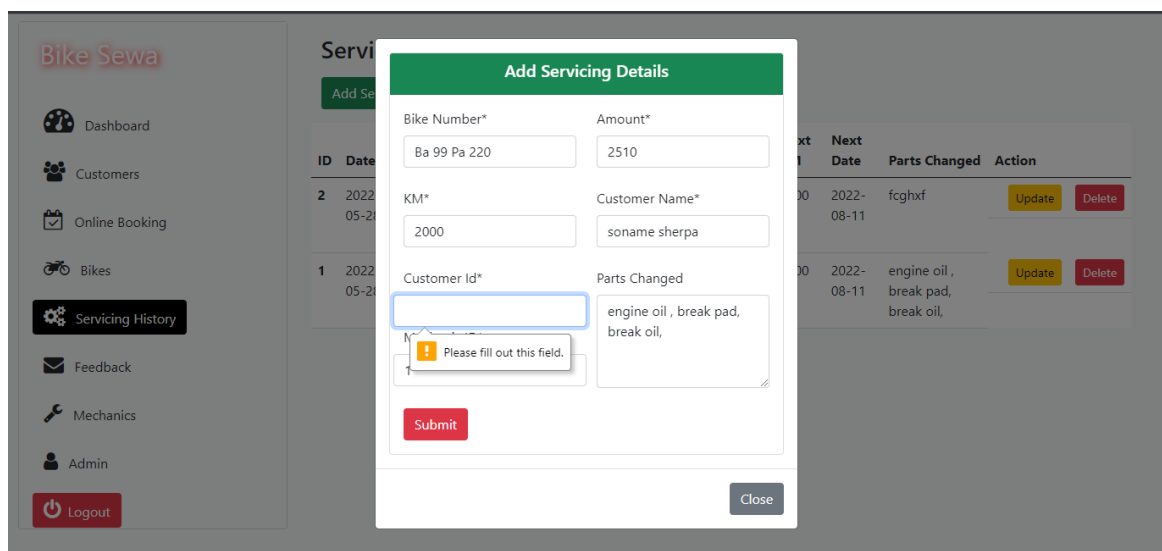 Bike Sewa
Dashboard
Customers
Online Booking
Bikes
Servicing History
Feedback
Mechanics
Admin
Logout
Servi
Add Se
ID Date
xt Next
1 Date Parts Changed Action
2 2022 00 2022- fcghxf Update Delete
05-28 08-11
1 2022 00 2022- engine oil , Update Delete
05-28 08-11 break pad,
break oil,
Add Servicing Details
Bike Number* Amount*
Ba 99 Pa 220 2510
KM* Customer Name*
2000 soname sherpa
Customer Id* Parts Changed
engine oil , break pad,
break oil,
! Please fill out this field.
Submit
Close